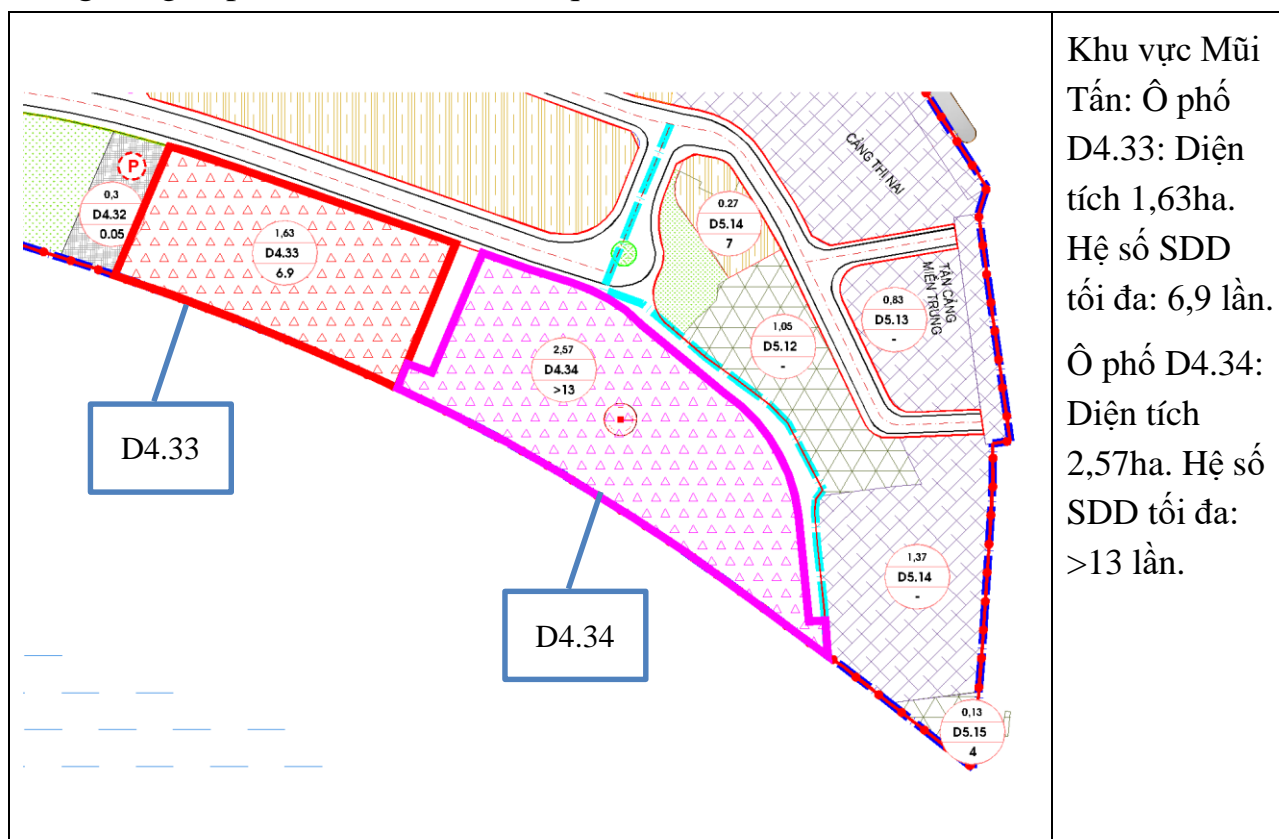 P
0,3
D4.32
0.05
1,63
D4.33
6.9
2,57
D4.34
>13
0.27
D5.14
7
CẢNG THỊ NẠI
TÂN CẢNG
MIỀN TRUNG
0,83
D5.13
-
1,05
D5.12
-
1,37
D5.14
-
0,13
D5.15
4
D4.33
D4.34
Khu vực Mũi
Tấn: Ô phố
D4.33: Diện
tích 1,63ha.
Hệ số SDD
tối đa: 6,9 lần.
Ô phố D4.34:
Diện tích
2,57ha. Hệ số
SDD tối đa:
>13 lần.